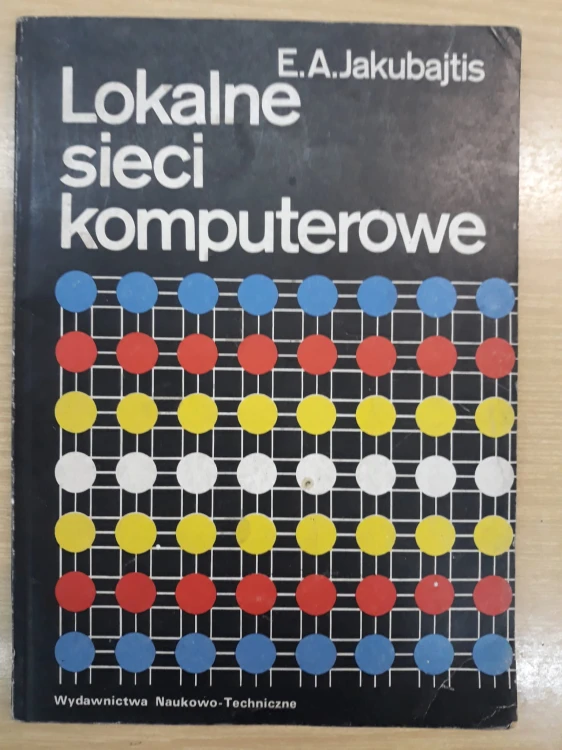 E.A.Jakubajtis
Lokalne
sieci
komputerowe
Wydawnictwa Naukowo-Techniczne